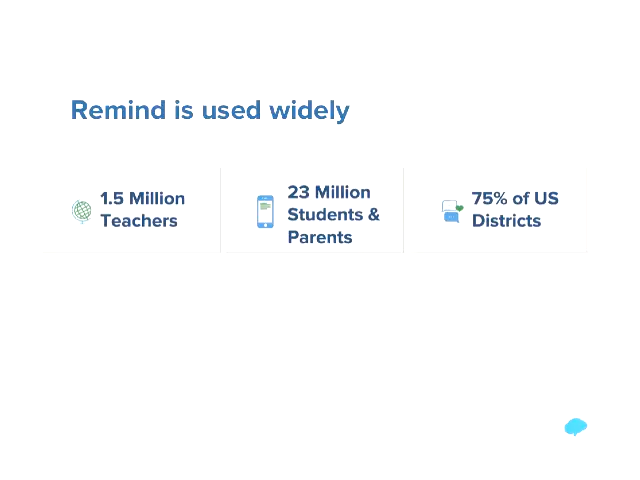 Remind is used widely
1.5 Million
Teachers
23 Million
Students &
Parents
75% of US
Districts